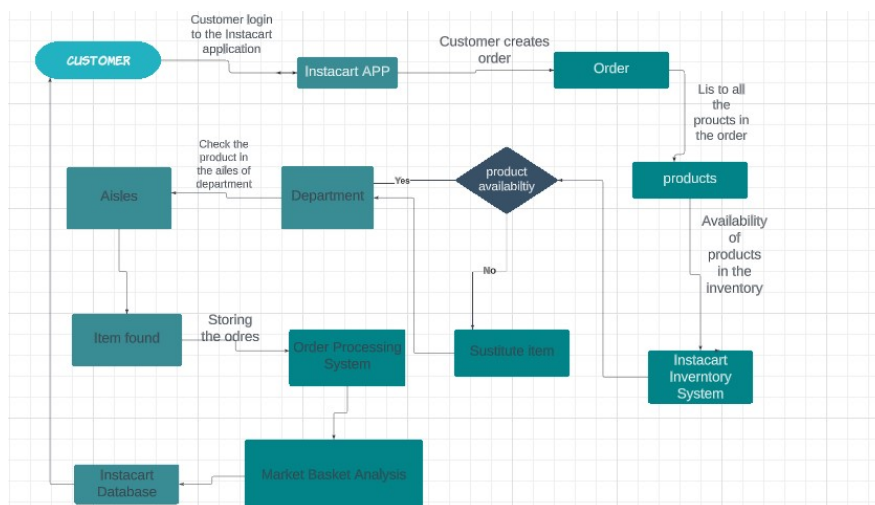 Customer login
to the Instacart
application
CUSTOMER
Instacart APP
Customer creates
order
Order
Lis to all
the
proucts in
the order
products
Availability
of
products
in the
inventory
Instacart
Inverntory
System
product
availabiltiy
Yes
No
Sustitute item
Department
Check the
product in
the ailes of
department
Aisles
Item found
Storing
the odres
Order Processing
System
Market Basket Analysis
Instacart
Database